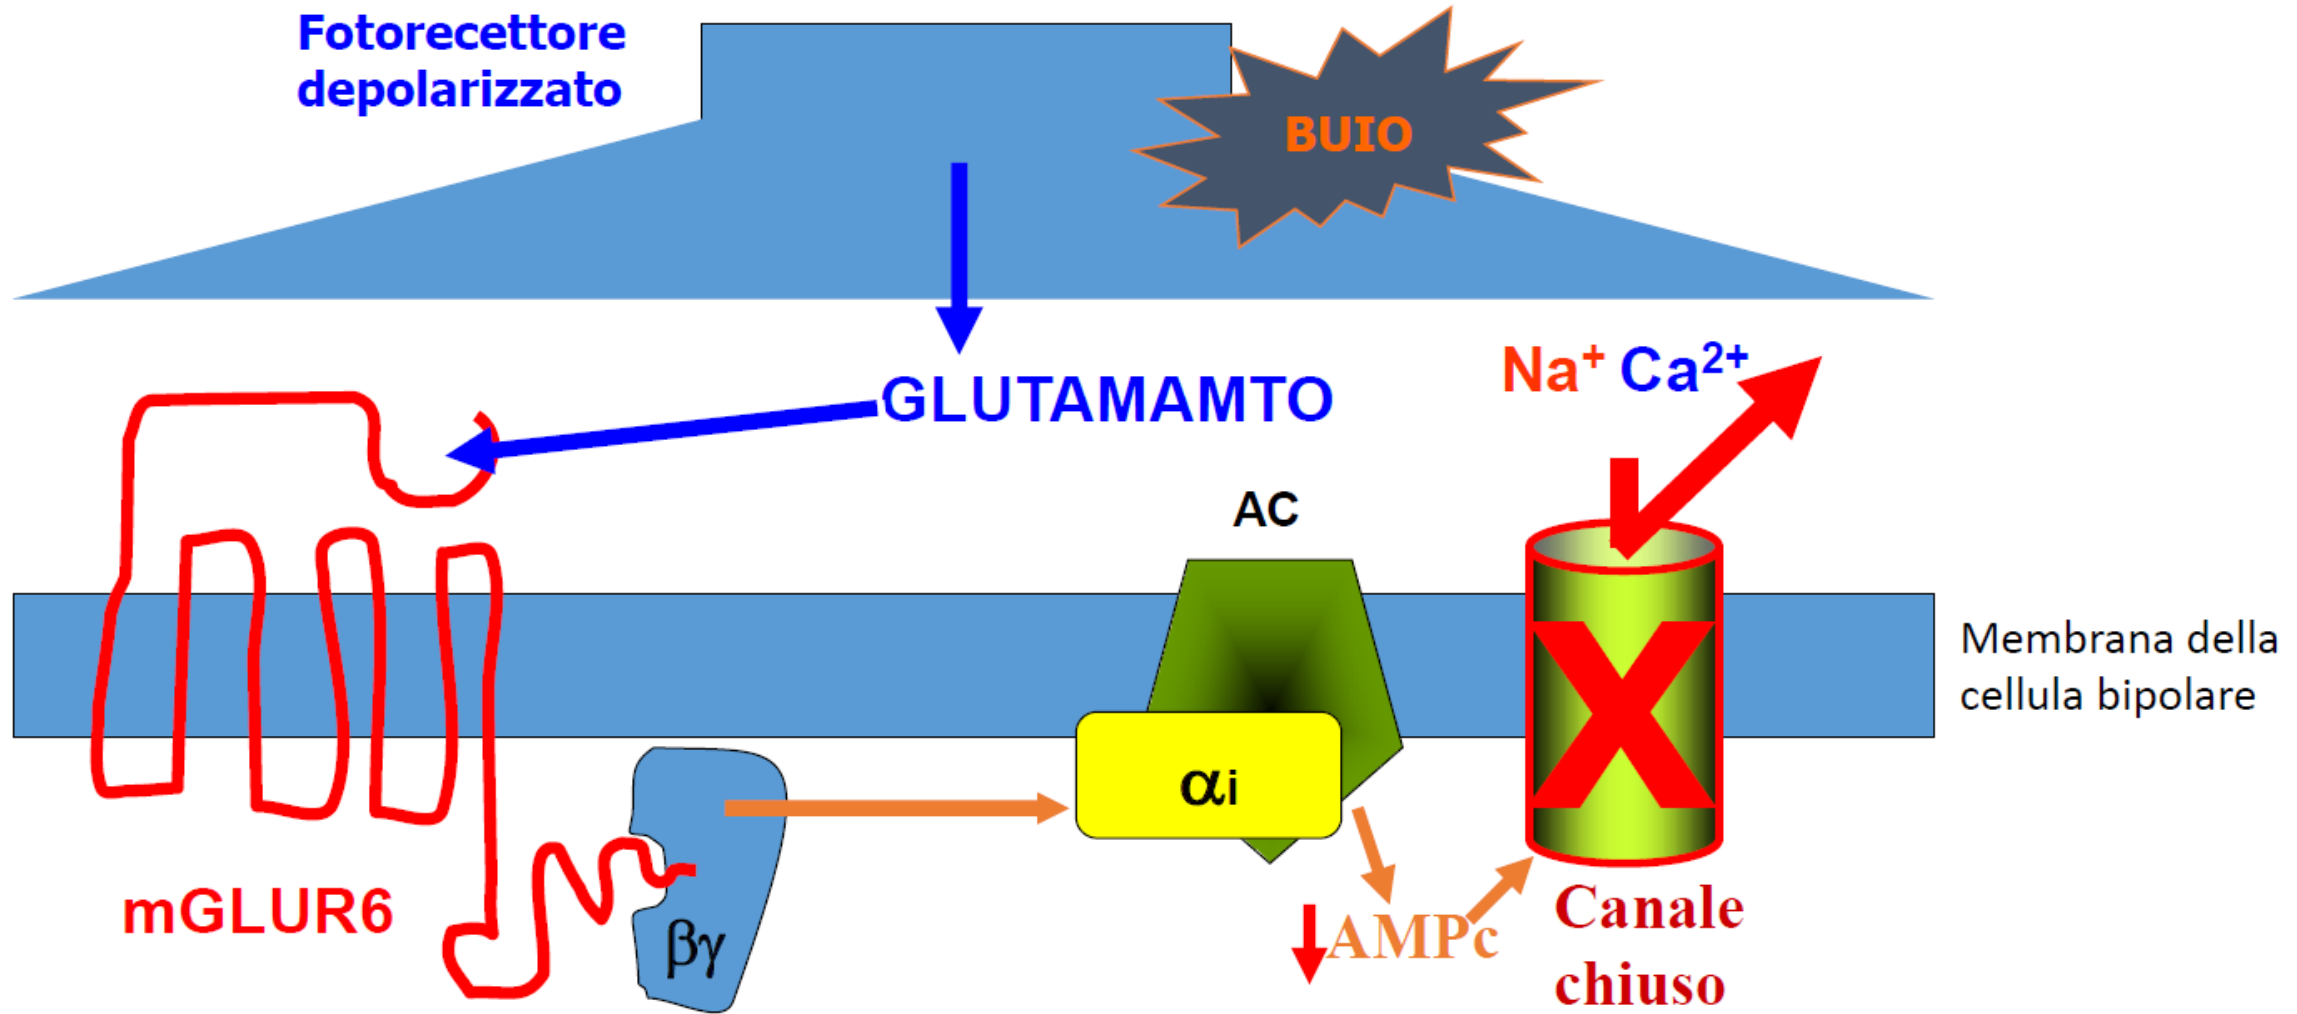 Fotorecettore
depolarizzato
BUIO
Na⁺ Ca²⁺
GLUTAMAMTO
AC
Membrana della
cellula bipolare
αi
mGLUR6
βγ
AMPc
Canale
chiuso
X